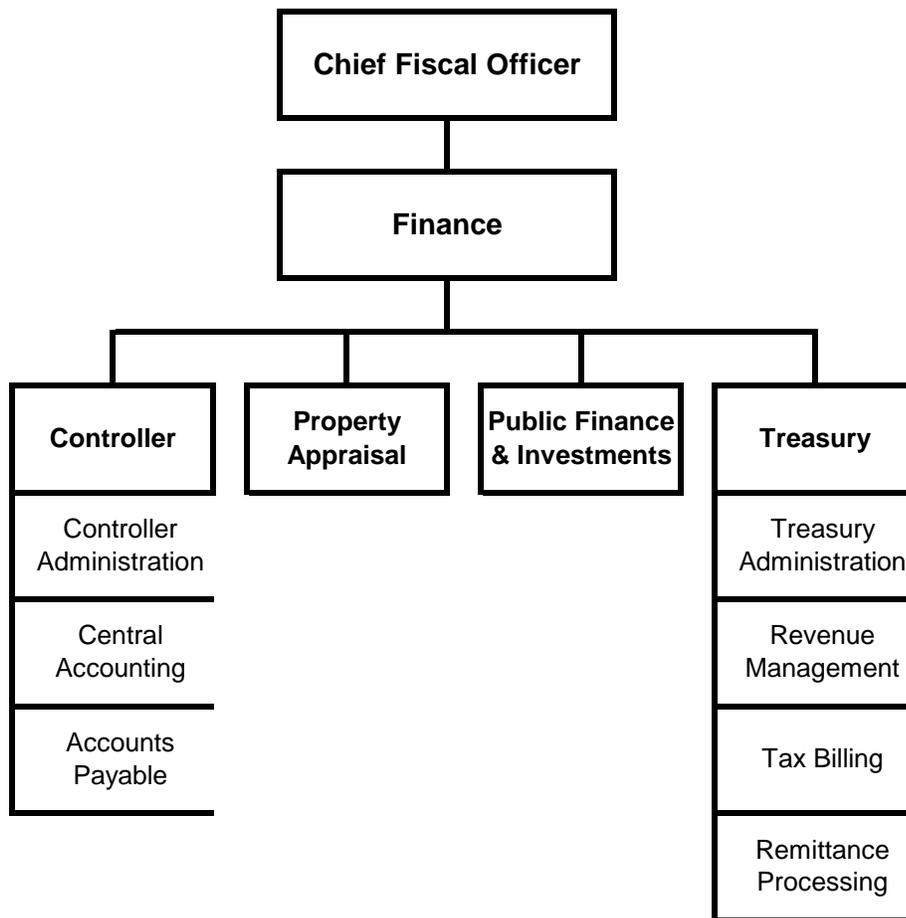 Chief Fiscal Officer
Finance
Controller
Property
Appraisal
Public Finance
& Investments
Treasury
Controller
Administration
Central
Accounting
Accounts
Payable
Treasury
Administration
Revenue
Management
Tax Billing
Remittance
Processing